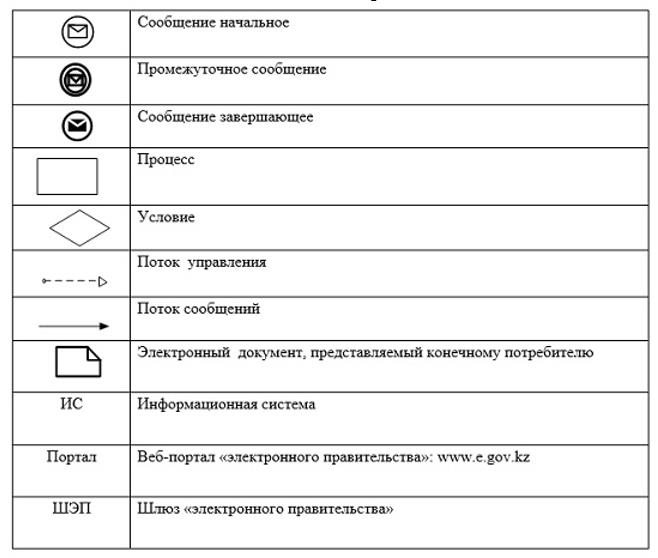 Сообщение начальное
Промежуточное сообщение
Сообщение завершающее
Процесс
Условие
Поток управления
Поток сообщений
Электронный документ, представляемый конечному потребителю
ИС Информационная система
Портал Веб-портал «электронного правительства»: www.e.gov.kz
ШЭП Шлюз «электронного правительства»